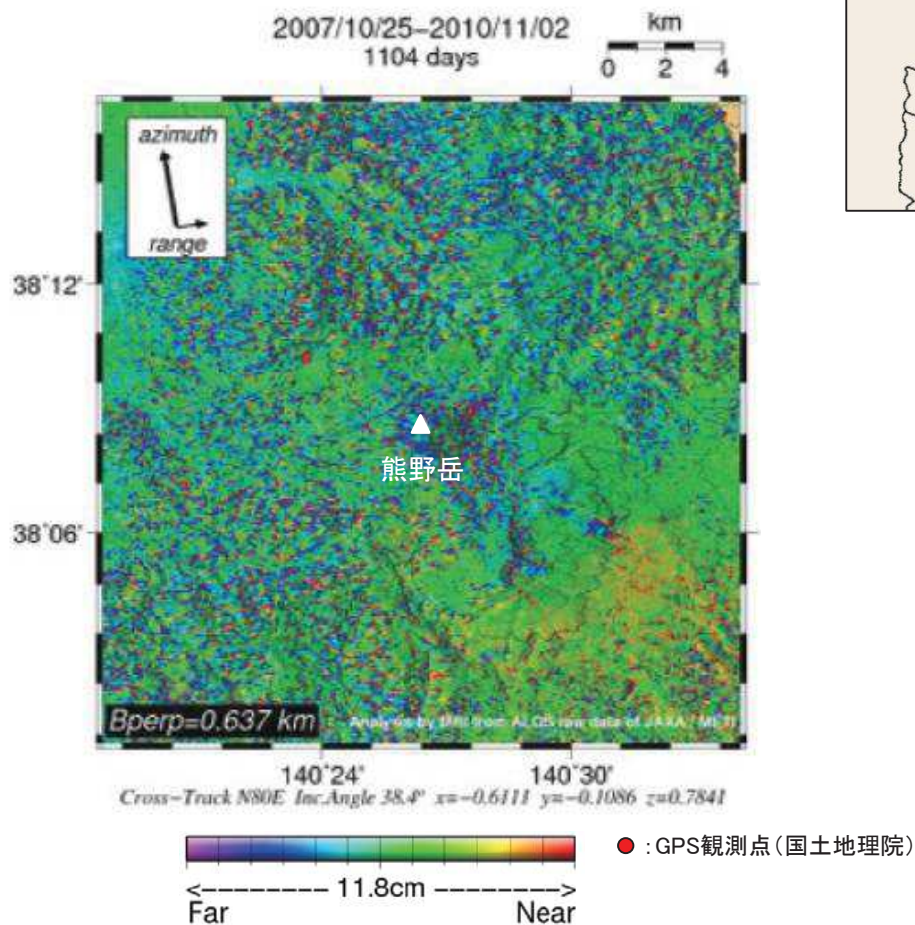 2007/10/25-2010/11/02
1104 days
km
0 2 4
azimuth
range
38°12'
熊野岳
38°06'
Bperp=0.637 km
140°24' 140°30'
Cross-Track N80E Inc.Angle 38.4° x=-0.6111 y=-0.1086 z=0.7841
<-------- 11.8cm -------->
Far Near
:GPS観測点(国土地理院)